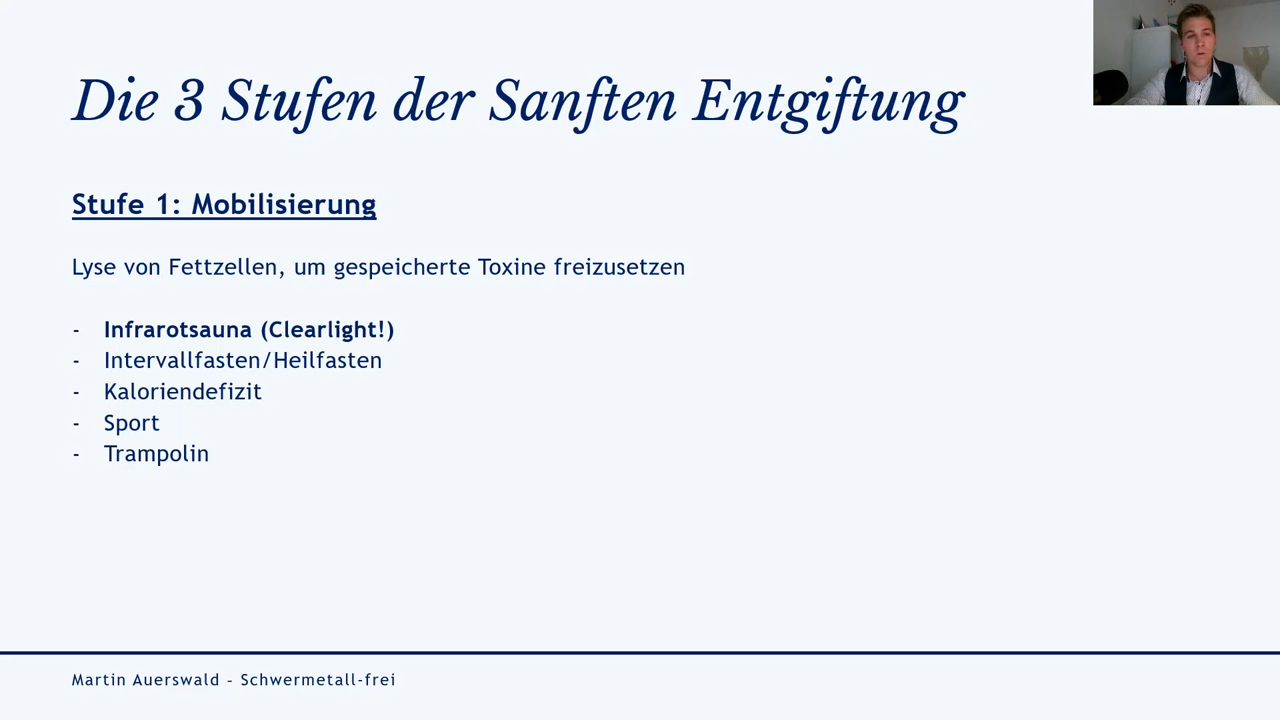 Die 3 Stufen der Sanften Entgiftung
Stufe 1: Mobilisierung
Lyse von Fettzellen, um gespeicherte Toxine freizusetzen
- Infrarotsauna (Clearlight!)
- Intervallfasten/Heilfasten
- Kaloriendefizit
- Sport
- Trampolin
Martin Auerswald – Schwermetall-frei